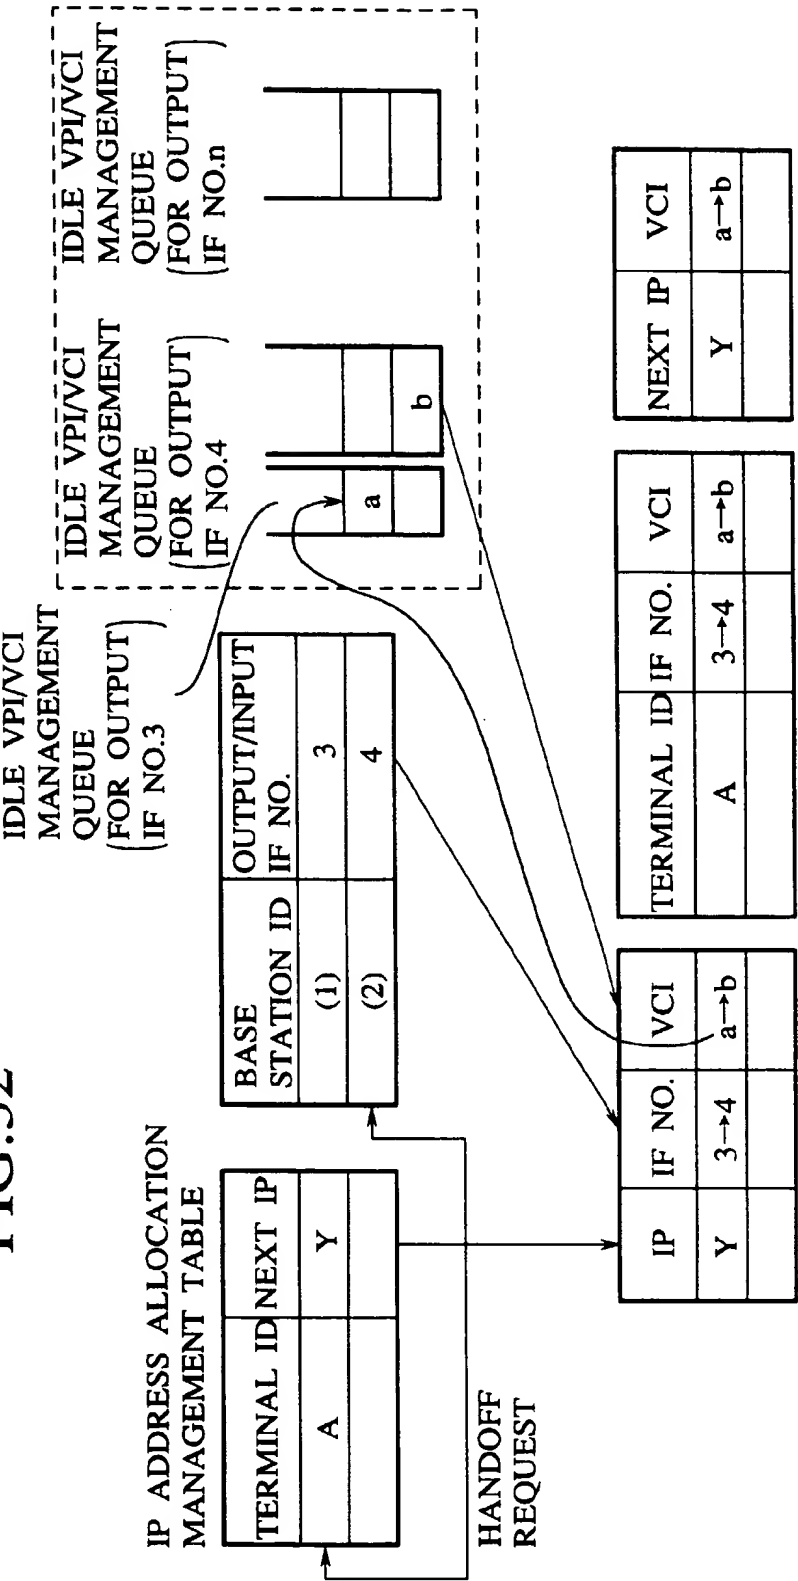 IP ADDRESS ALLOCATION
MANAGEMENT TABLE
TERMINAL ID NEXT IP
A Y
HANDOFF
REQUEST
BASE
STATION ID
OUTPUT/INPUT
IF NO.
(1) 3
(2) 4
IDLE VPI/VCI
MANAGEMENT
QUEUE
(FOR OUTPUT
IF NO.3)
IDLE VPI/VCI
MANAGEMENT
QUEUE
(FOR OUTPUT
IF NO.4)
a
b
IDLE VPI/VCI
MANAGEMENT
QUEUE
(FOR OUTPUT
IF NO.n)
IP IF NO. VCI
Y 3→4 a→b
TERMINAL ID IF NO. VCI
A 3→4 a→b
NEXT IP VCI
Y a→b